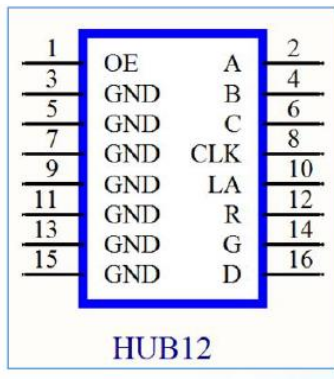 1 OE A 2
3 GND B 4
5 GND C 6
7 GND CLK 8
9 GND LA 10
11 GND R 12
13 GND G 14
15 GND D 16
HUB12